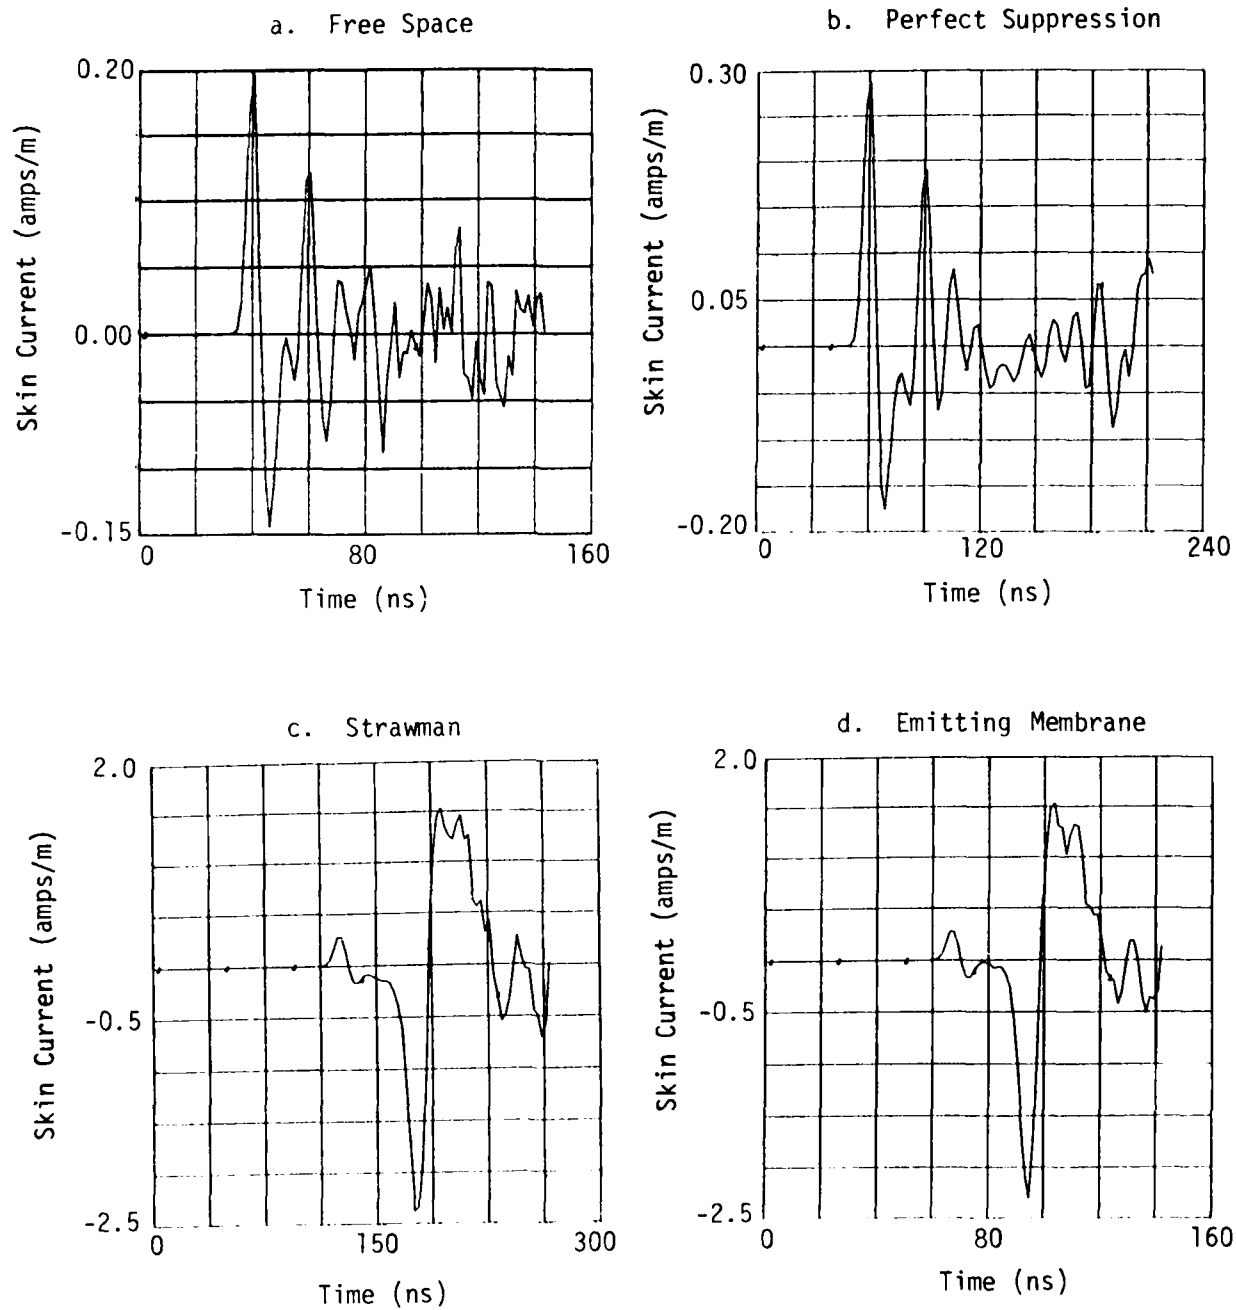 a. Free Space
0.20
0.00
-0.15
0
80
160
Skin Current (amps/m)
Time (ns)
b. Perfect Suppression
0.30
0.05
-0.20
0
120
240
Skin Current (amps/m)
Time (ns)
c. Strawman
2.0
-0.5
-2.5
0
150
300
Skin Current (amps/m)
Time (ns)
d. Emitting Membrane
2.0
-0.5
-2.5
0
80
160
Skin Current (amps/m)
Time (ns)